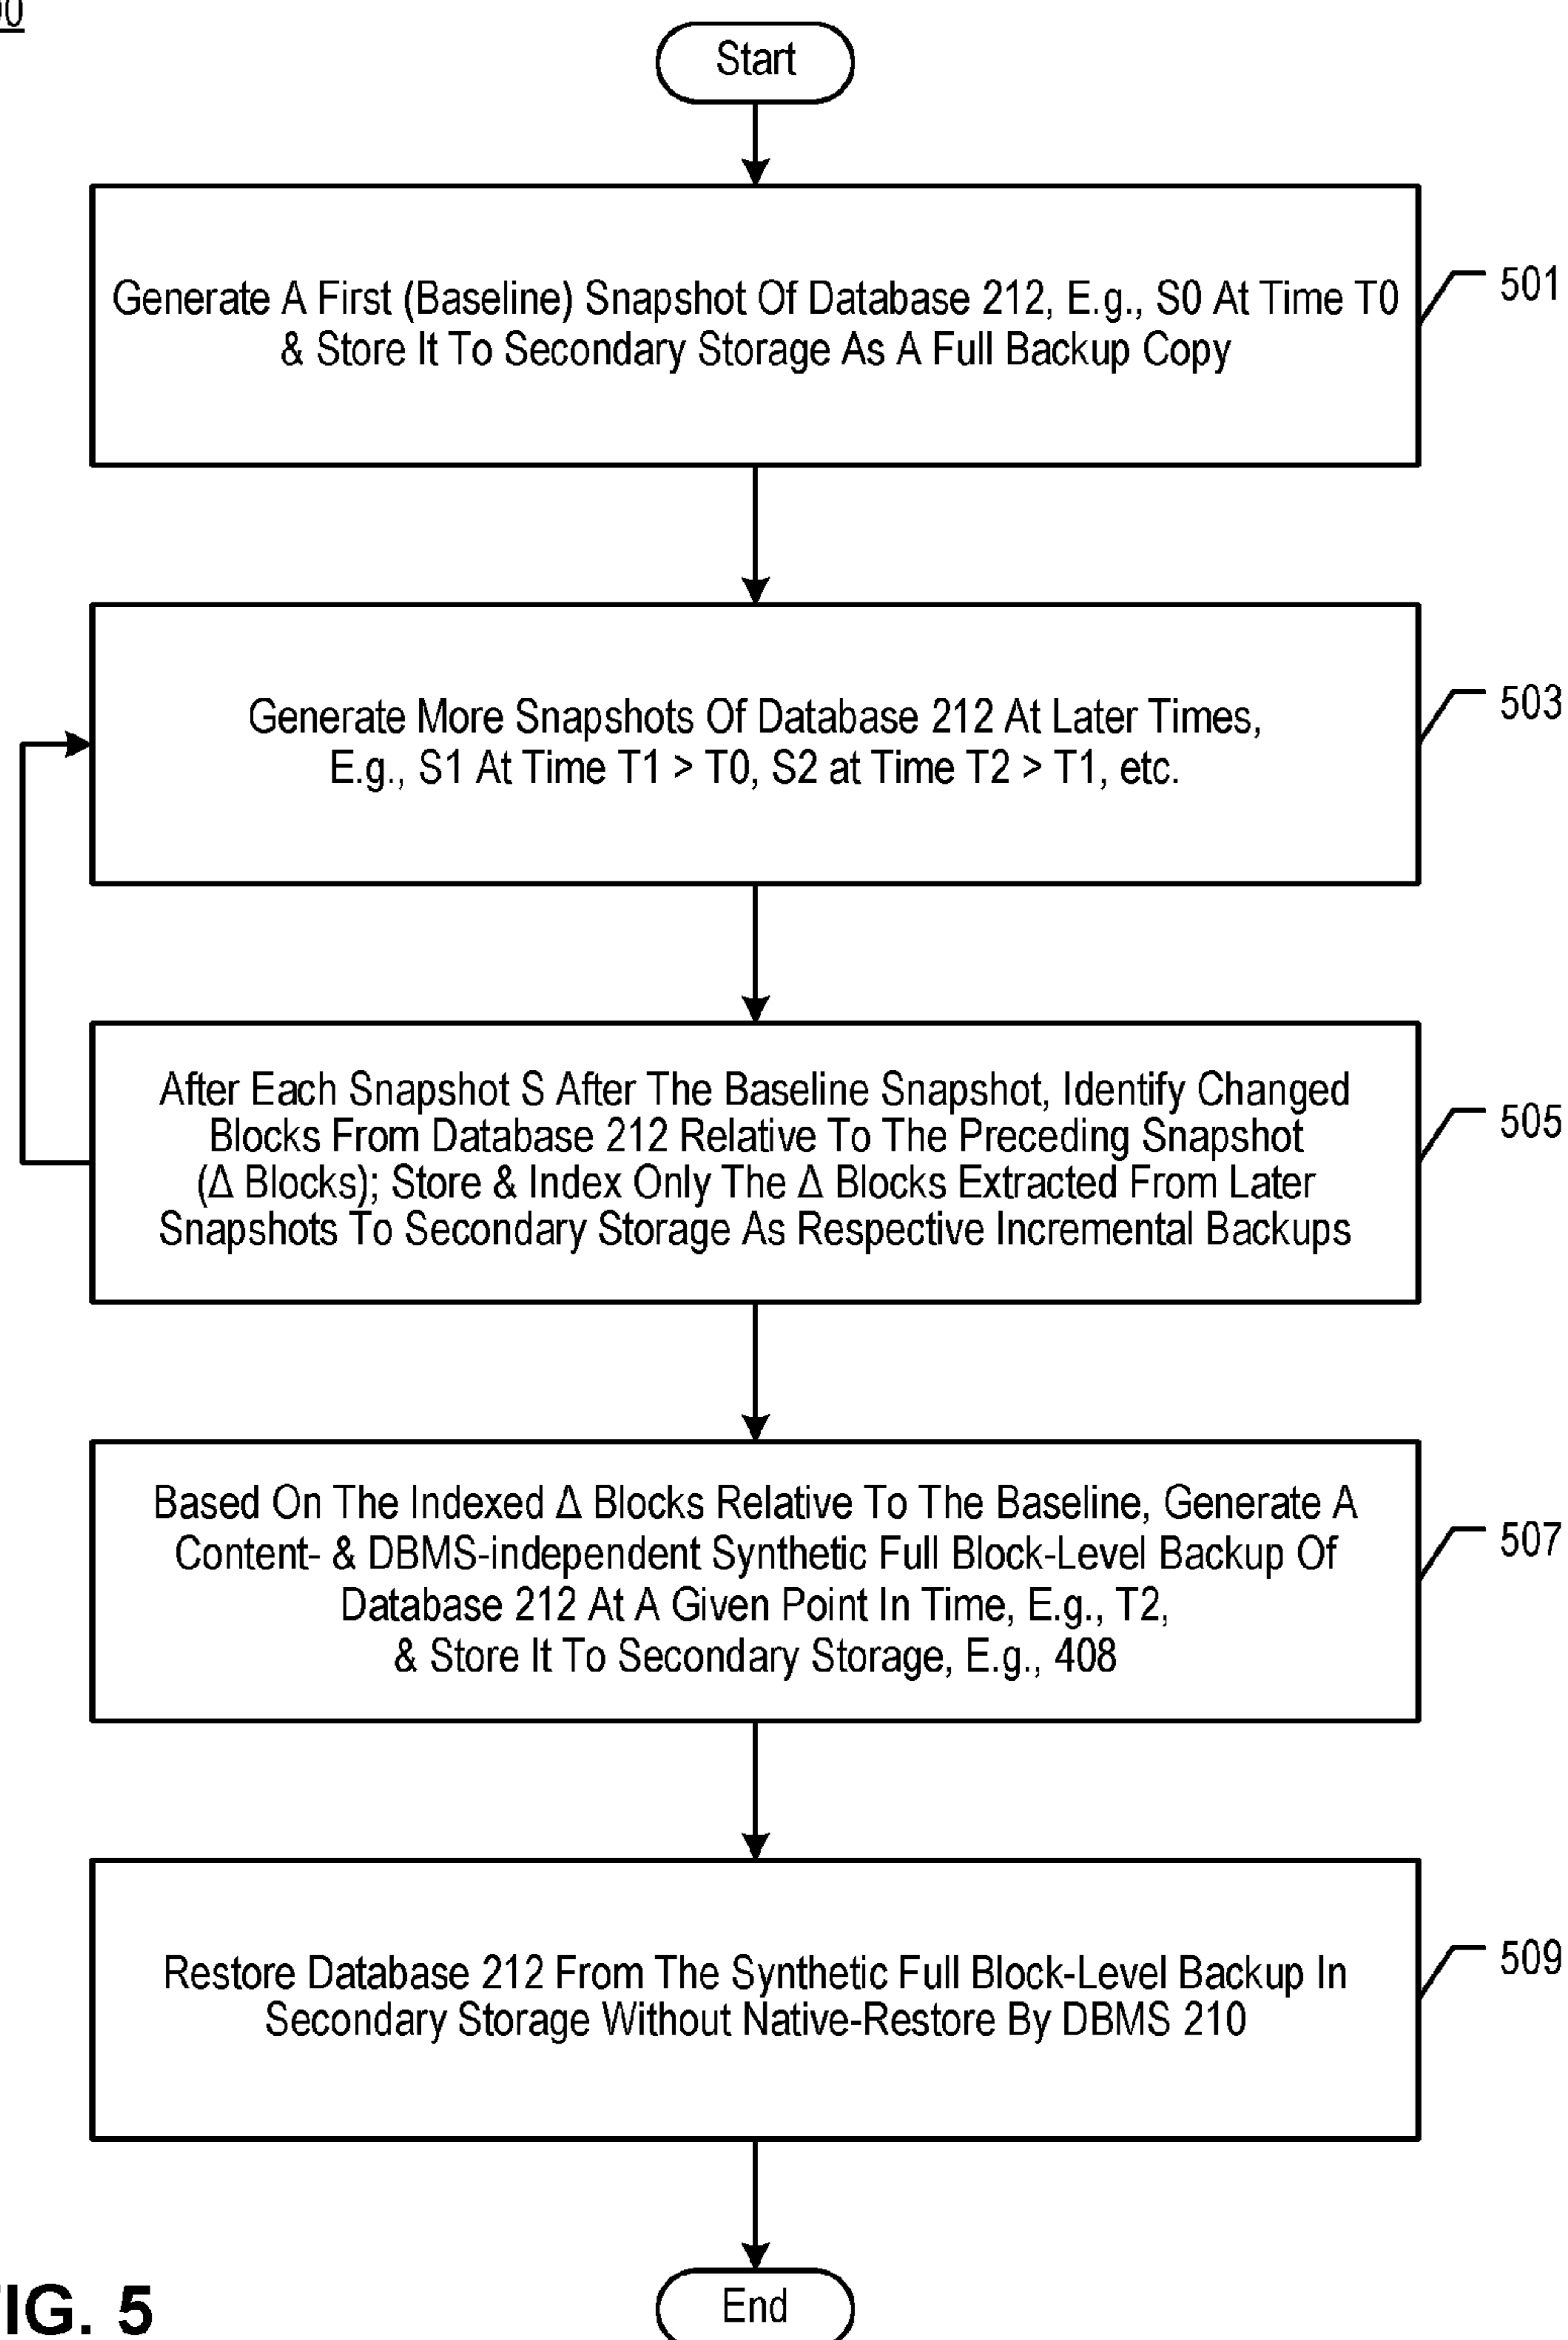 Start
Generate A First (Baseline) Snapshot Of Database 212, E.g., S0 At Time T0
& Store It To Secondary Storage As A Full Backup Copy
501
Generate More Snapshots Of Database 212 At Later Times,
E.g., S1 At Time T1 > T0, S2 at Time T2 > T1, etc.
503
After Each Snapshot S After The Baseline Snapshot, Identify Changed
Blocks From Database 212 Relative To The Preceding Snapshot
(Δ Blocks); Store & Index Only The Δ Blocks Extracted From Later
Snapshots To Secondary Storage As Respective Incremental Backups
505
Based On The Indexed Δ Blocks Relative To The Baseline, Generate A
Content- & DBMS-independent Synthetic Full Block-Level Backup Of
Database 212 At A Given Point In Time, E.g., T2,
& Store It To Secondary Storage, E.g., 408
507
Restore Database 212 From The Synthetic Full Block-Level Backup In
Secondary Storage Without Native-Restore By DBMS 210
509
End
IG. 5